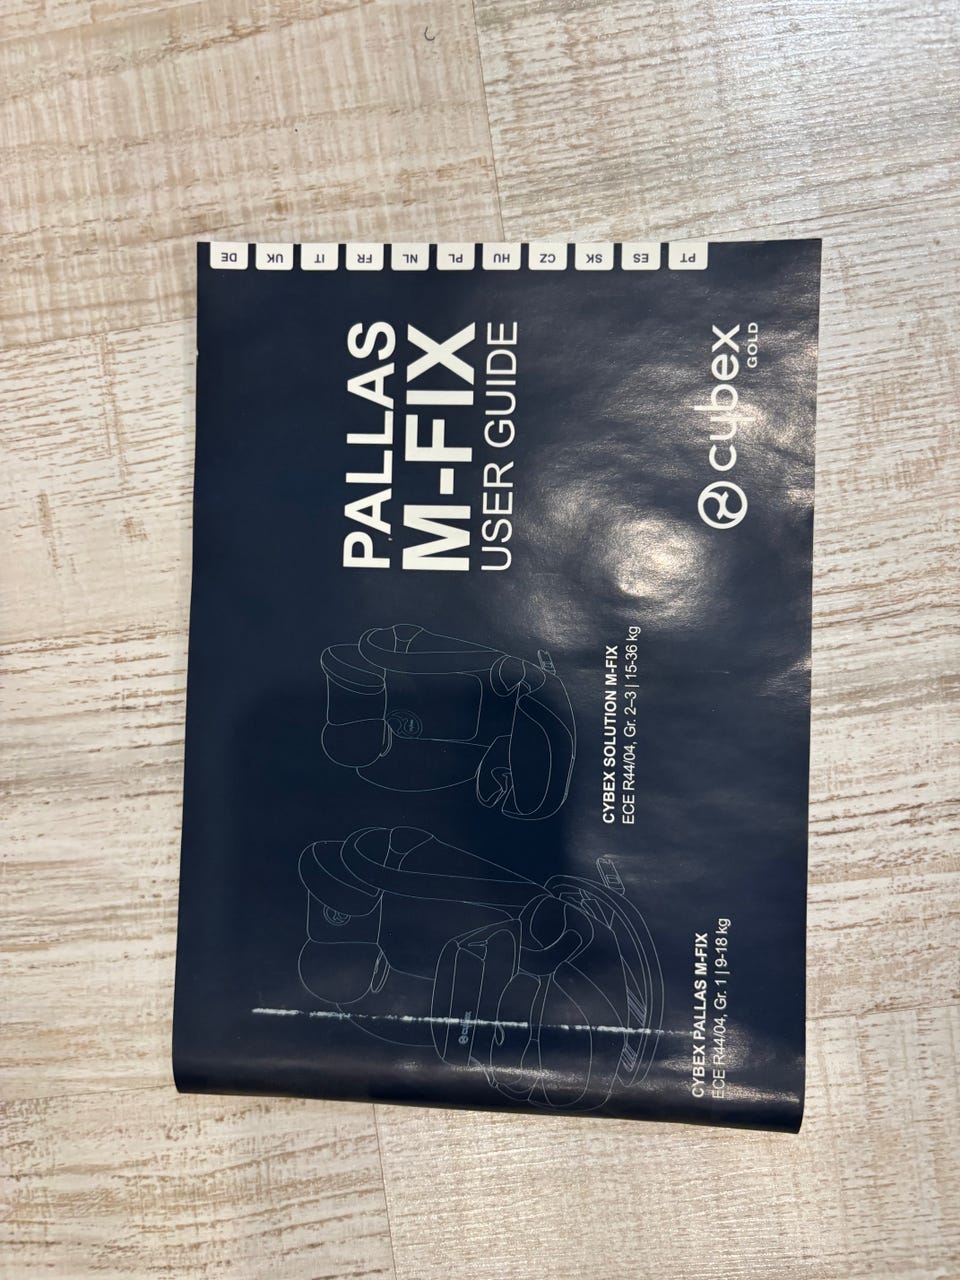 PALLAS
M-FIX
USER GUIDE
CYBEX PALLAS M-FIX
ECE R44/04, Gr. 1 | 9-18 kg
CYBEX SOLUTION M-FIX
ECE R44/04, Gr. 2–3 | 15-36 kg
cybex
GOLD
DE
UK
IT
FR
NL
PL
HU
CZ
SK
ES
PT
cybex